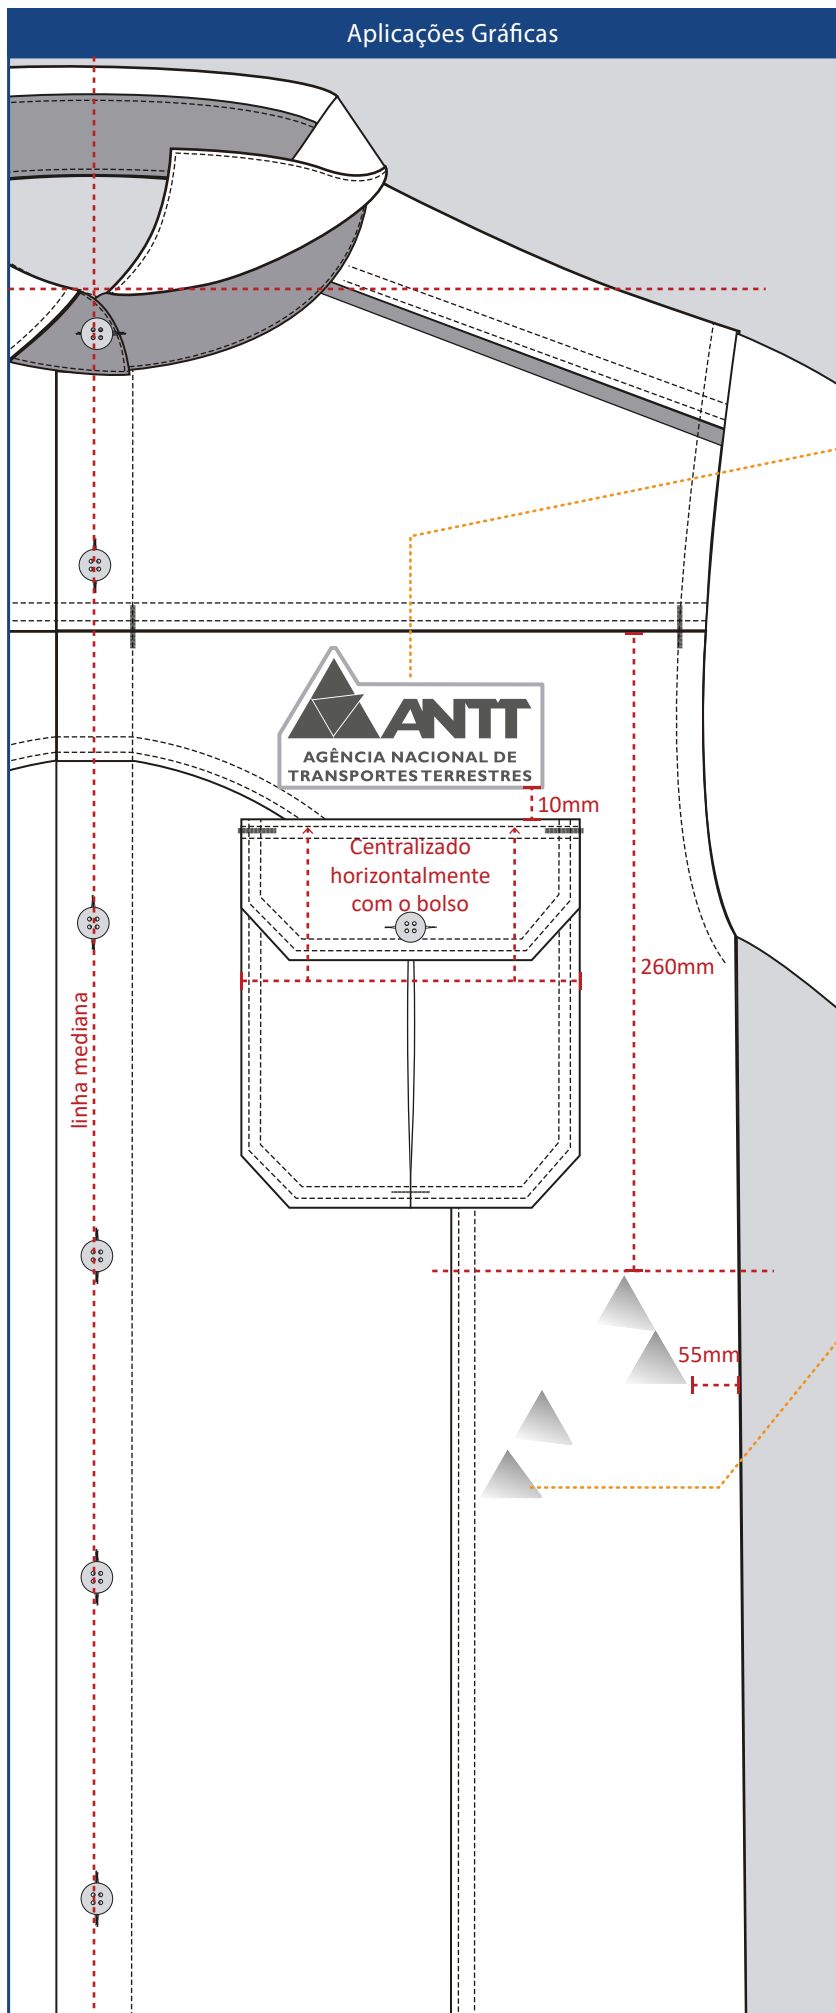 Aplicações Gráficas
ANTT
AGÊNCIA NACIONAL DE
TRANSPORTES TERRESTRES
10mm
Centralizado
horizontalmente
com o bolso
260mm
linha mediana
55mm